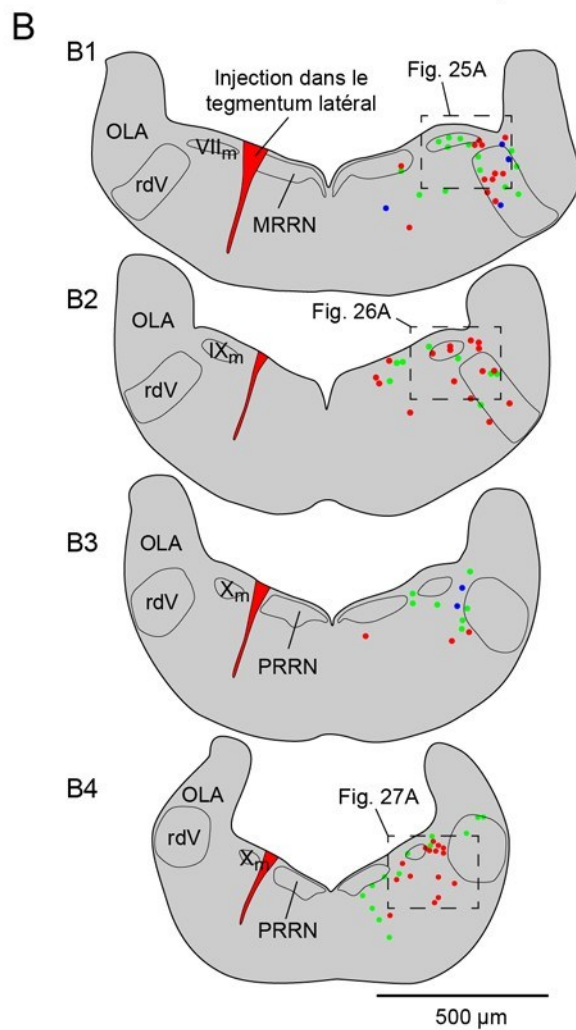 B
B1
Injection dans le
tegmentum latéral
Fig. 25A
OLA
VIIm
rdV
MRRN
B2
Fig. 26A
OLA
IXm
rdV
B3
OLA
Xm
rdV
PRRN
B4
Fig. 27A
OLA
rdV
Xm
PRRN
500 µm